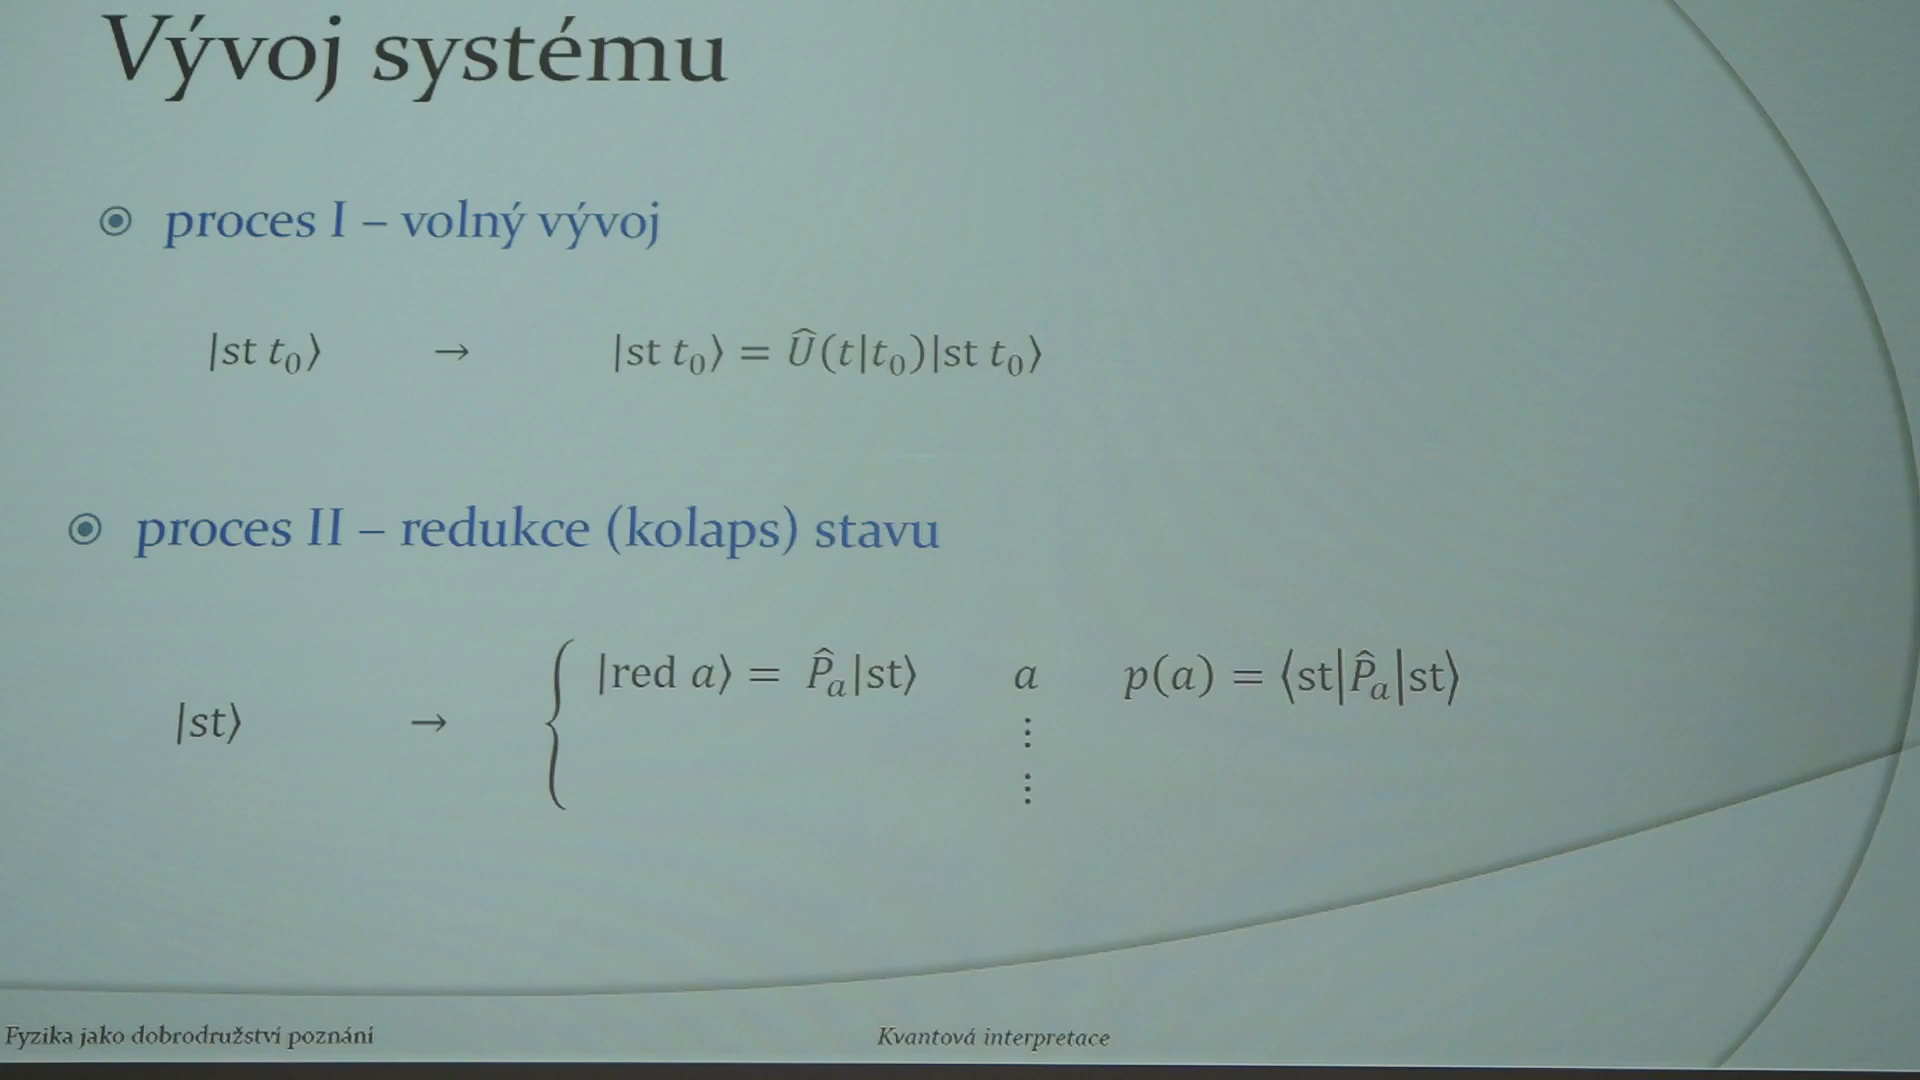 Vývoj systému
proces I – volný vývoj
|st t₀⟩ → |st t₀⟩ = Û(t|t₀)|st t₀⟩
proces II – redukce (kolaps) stavu
|st⟩ → { |red a⟩ = P̂ₐ|st⟩ a p(a) = ⟨st|P̂ₐ|st⟩
⋮
⋮
Fyzika jako dobrodružství poznání Kvantová interpretace